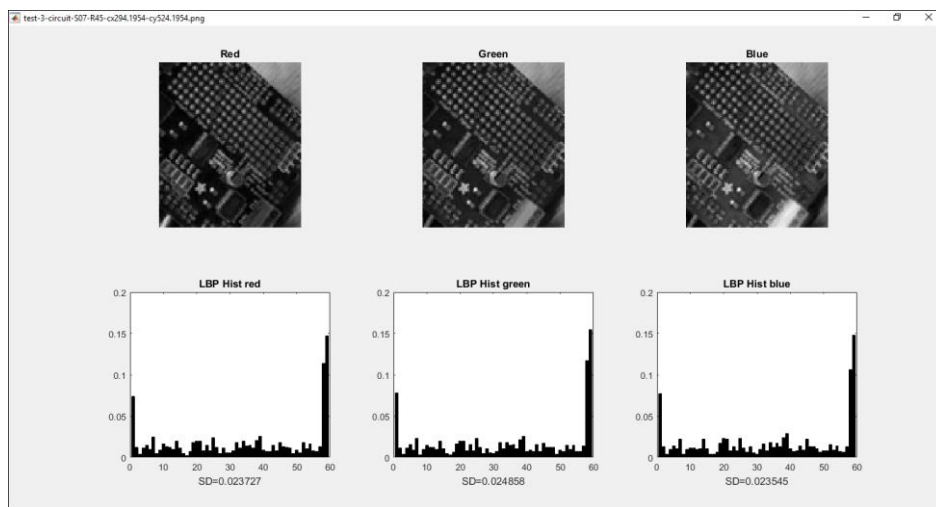 test-3-circuit-S07-R45-cx294.1954-cy524.1954.png
Red
Green
Blue
LBP Hist red
LBP Hist green
LBP Hist blue
0.2
0.15
0.1
0.05
0
0 10 20 30 40 50 60
SD=0.023727
0.2
0.15
0.1
0.05
0
0 10 20 30 40 50 60
SD=0.024858
0.2
0.15
0.1
0.05
0
0 10 20 30 40 50 60
SD=0.023545